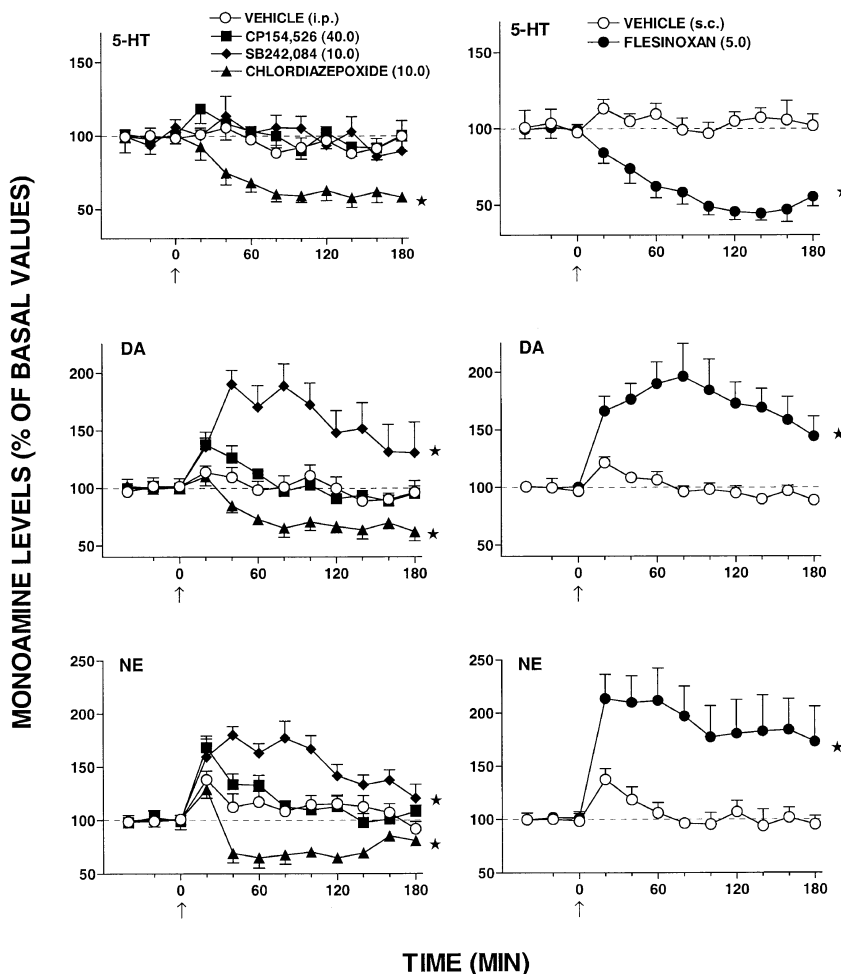 MONOAMINE LEVELS (% OF BASAL VALUES)
5-HT
VEHICLE (i.p.)
CP154,526 (40.0)
SB242,084 (10.0)
CHLORDIAZEPOXIDE (10.0)
150
100
50
0 60 120 180
↑
5-HT
VEHICLE (s.c.)
FLESINOXAN (5.0)
150
100
50
0 60 120 180
↑
DA
200
150
100
50
0 60 120 180
↑
DA
200
150
100
50
0 60 120 180
↑
NE
250
200
150
100
50
0 60 120 180
↑
NE
250
200
150
100
50
0 60 120 180
↑
TIME (MIN)